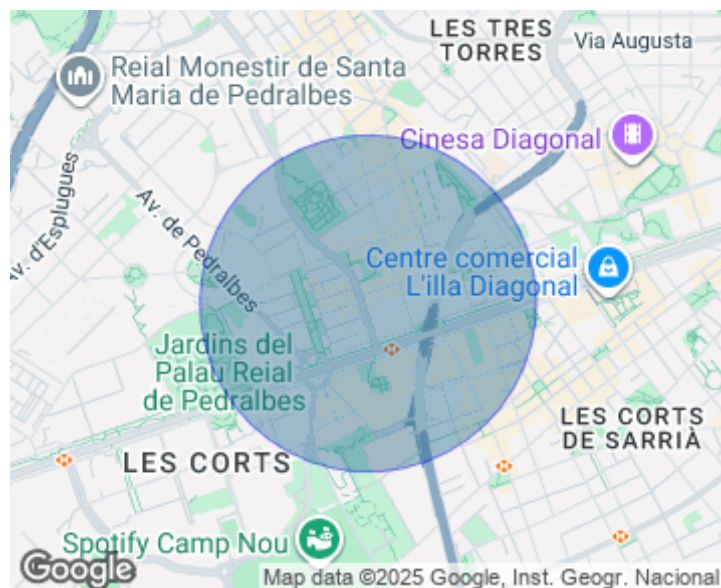 LES TRES
TORRES
Via Augusta
Reial Monestir de Santa
Maria de Pedralbes
Cinesa Diagonal
Av. d'Esplugues
Av. de Pedralbes
Centre comercial
L'illa Diagonal
Jardins del
Palau Reial
de Pedralbes
LES CORTS
DE SARRIÀ
LES CORTS
Spotify Camp Nou
Google
Map data ©2025 Google, Inst. Geogr. Nacional